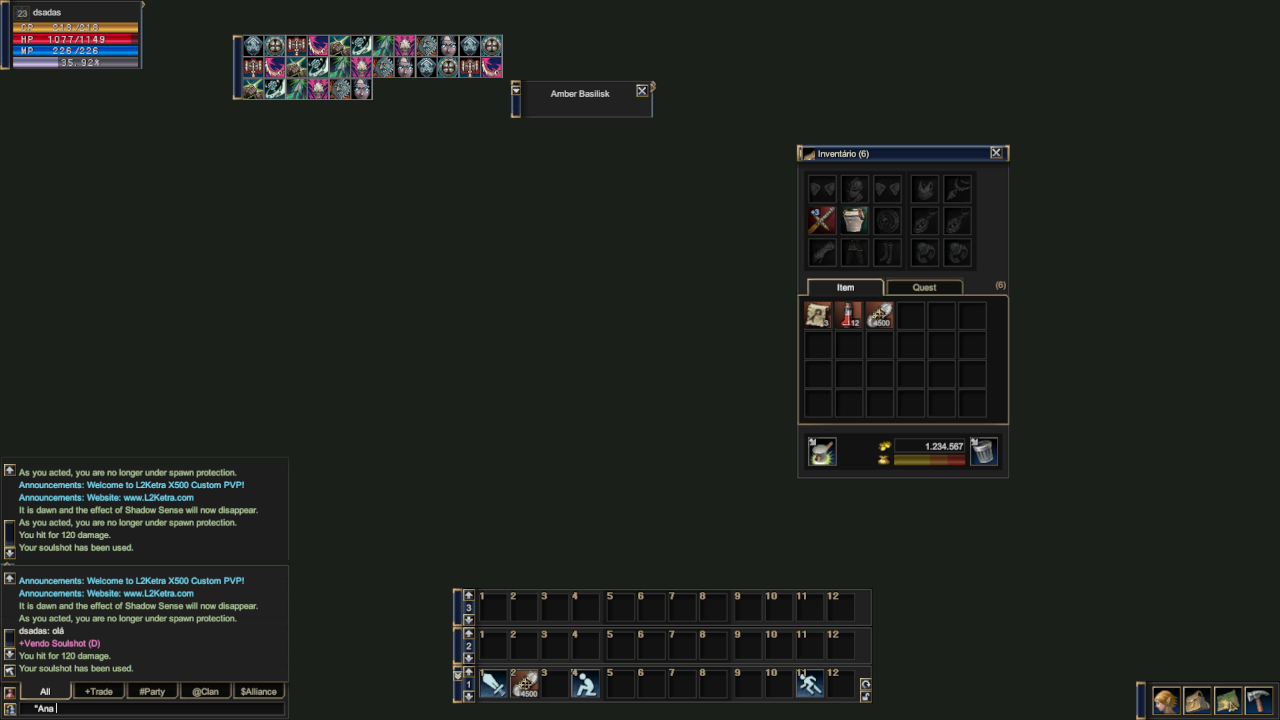 23 dsadas
CP 213/218
HP 1077/1149
MP 226/226
35.92%
Amber Basilisk
Inventário (6)
+3
Item
Quest
(6)
3
12
4500
1.234.567
As you acted, you are no longer under spawn protection.
Announcements: Welcome to L2Ketra X500 Custom PVP!
Announcements: Website: www.L2Ketra.com
It is dawn and the effect of Shadow Sense will now disappear.
As you acted, you are no longer under spawn protection.
You hit for 120 damage.
Your soulshot has been used.
Announcements: Welcome to L2Ketra X500 Custom PVP!
Announcements: Website: www.L2Ketra.com
It is dawn and the effect of Shadow Sense will now disappear.
As you acted, you are no longer under spawn protection.
dsadas: olá
+Vendo Soulshot (D)
You hit for 120 damage.
Your soulshot has been used.
All +Trade #Party @Clan $Alliance
"Ana
3 1 2 3 4 5 6 7 8 9 10 11 12
2 1 2 3 4 5 6 7 8 9 10 11 12
1 1 2 3 4 5 6 7 8 9 10 11 12
4500